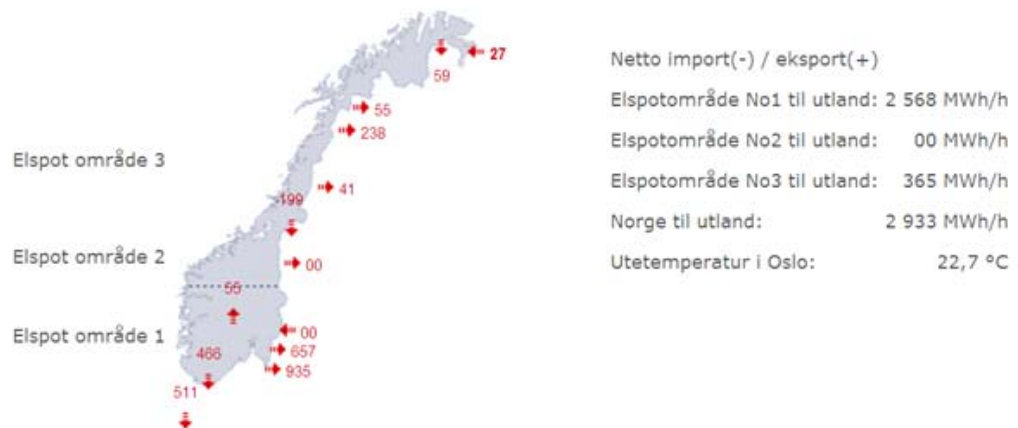 27
59
55
238
Elspot område 3
41
199
Elspot område 2
00
55
Elspot område 1
00
466
657
935
511
Netto import(-) / eksport(+)
Elspotområde No1 til utland: 2 568 MWh/h
Elspotområde No2 til utland: 00 MWh/h
Elspotområde No3 til utland: 365 MWh/h
Norge til utland: 2 933 MWh/h
Utetemperatur i Oslo: 22,7 °C